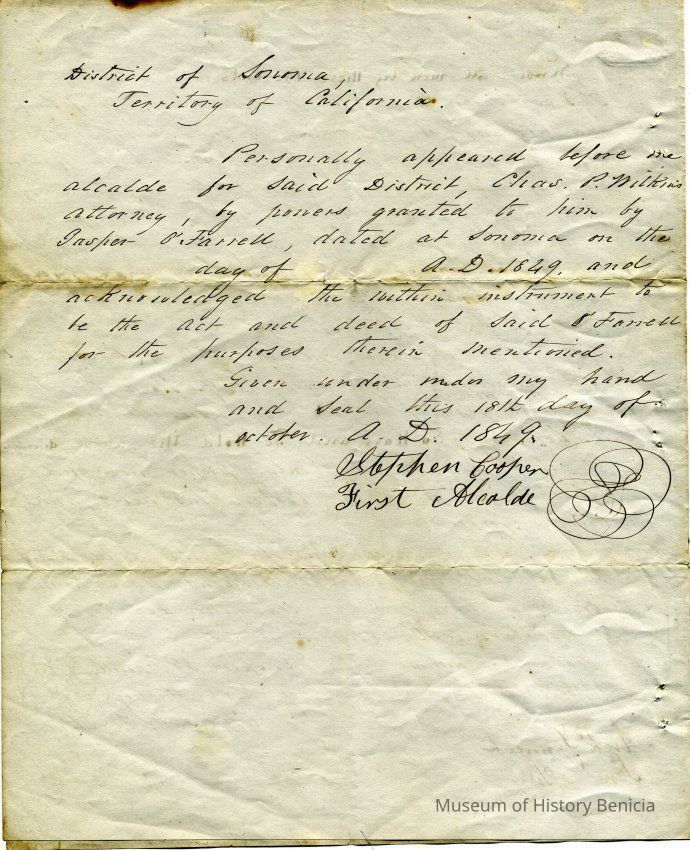 District of Sonoma,
Territory of California.
Personally appeared before me
alcalde for said District, Chas. P. Wilkins
attorney, by powers granted to him by
Jasper O'Farrell, dated at Sonoma on the
day of A.D. 1849. and
acknowledged the within instrument to
be the act and deed of said O'Farrell
for the purposes therein mentioned.
Given under under my hand
and seal this 18th day of
october. A D. 1849.
Stephen Cooper
First Alcalde
Museum of History Benicia